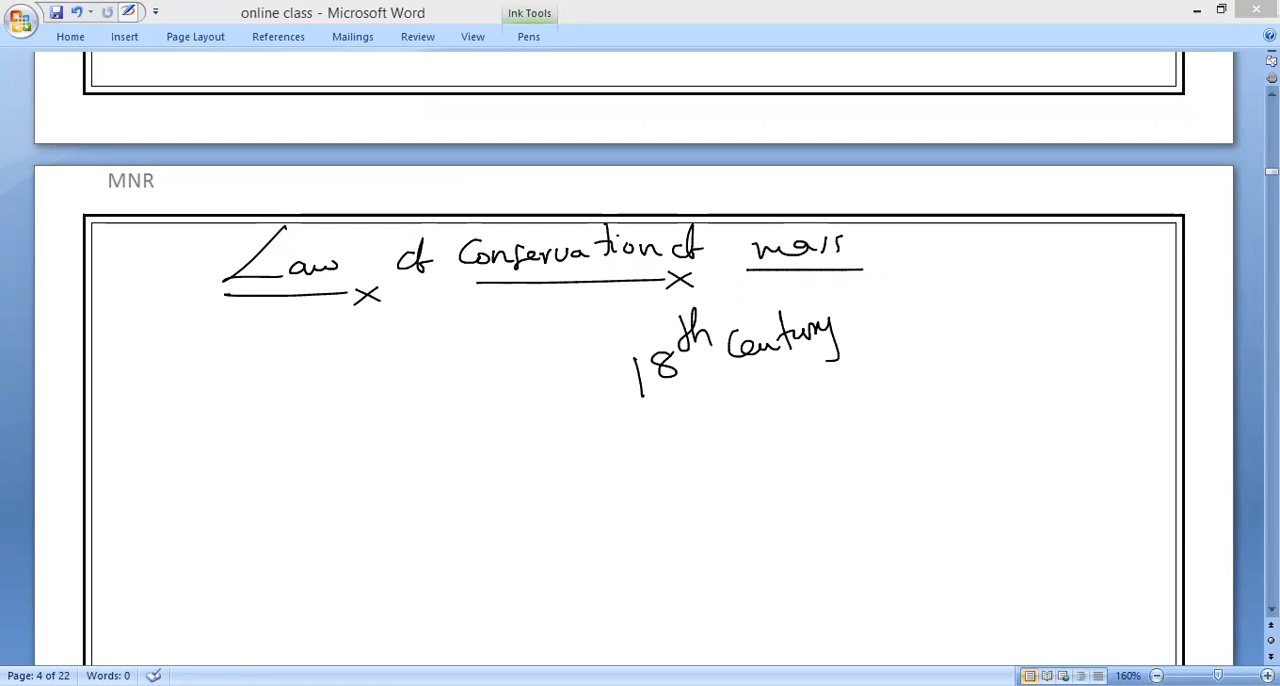 online class - Microsoft Word
Ink Tools
Home Insert Page Layout References Mailings Review View Pens
MNR
Law of Conservation of mass
18th century
Page: 4 of 22 Words: 0 160%